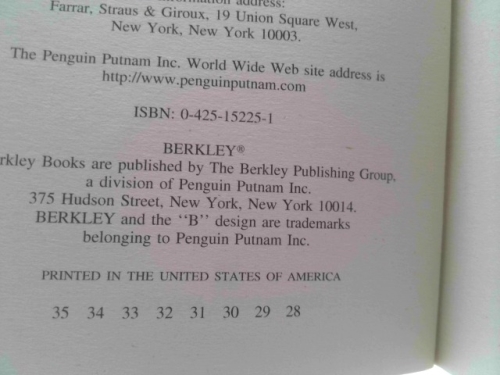 information address:
Farrar, Straus & Giroux, 19 Union Square West,
New York, New York 10003.
The Penguin Putnam Inc. World Wide Web site address is
http://www.penguinputnam.com
ISBN: 0-425-15225-1
BERKLEY®
rkley Books are published by The Berkley Publishing Group,
a division of Penguin Putnam Inc.
375 Hudson Street, New York, New York 10014.
BERKLEY and the "B" design are trademarks
belonging to Penguin Putnam Inc.
PRINTED IN THE UNITED STATES OF AMERICA
35 34 33 32 31 30 29 28